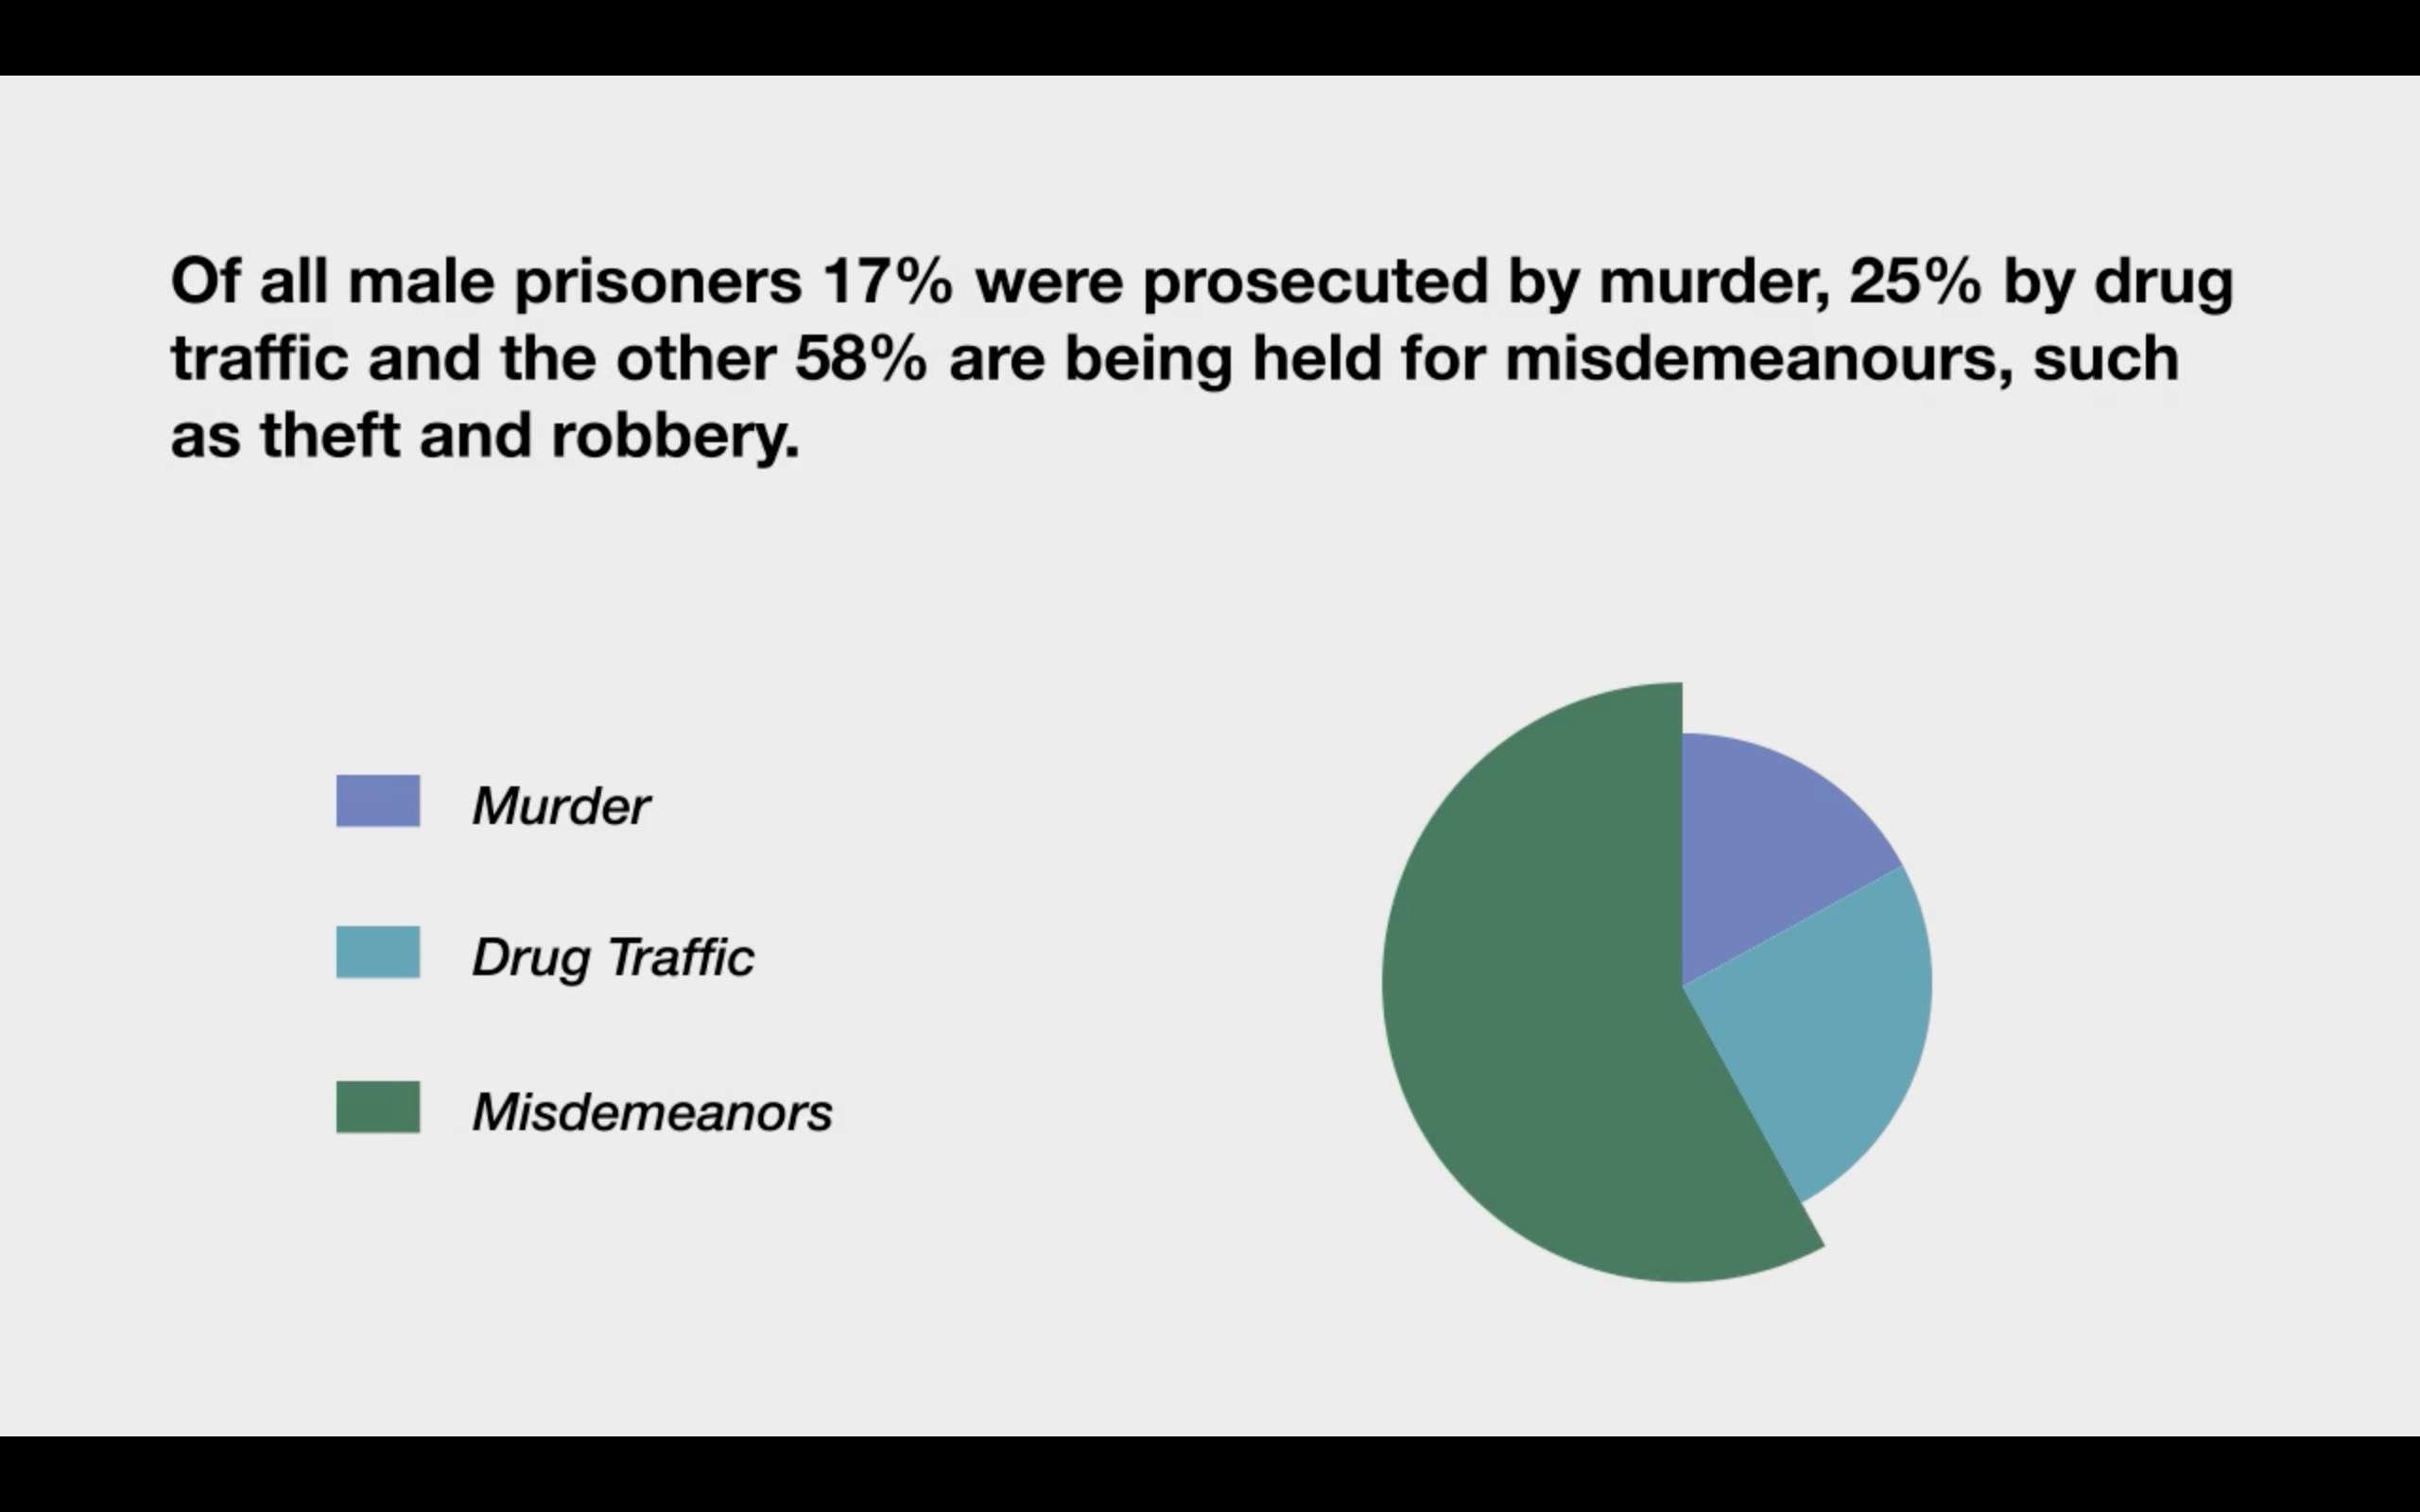 Of all male prisoners 17% were prosecuted by murder, 25% by drug
traffic and the other 58% are being held for misdemeanours, such
as theft and robbery.
Murder
Drug Traffic
Misdemeanors